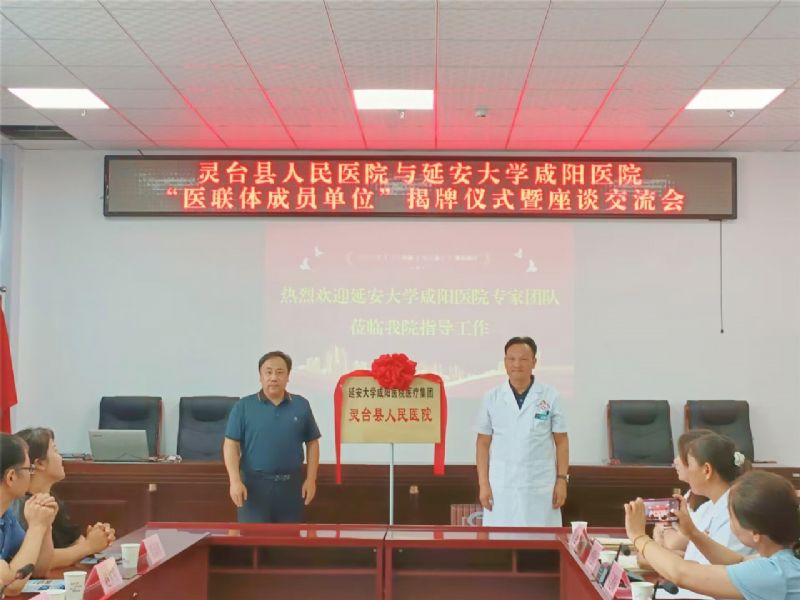 灵台县人民医院与延安大学咸阳医院
“医联体成员单位”揭牌仪式暨座谈交流会
热烈欢迎延安大学咸阳医院专家团队
莅临我院指导工作
延安大学咸阳医院医疗集团
灵台县人民医院